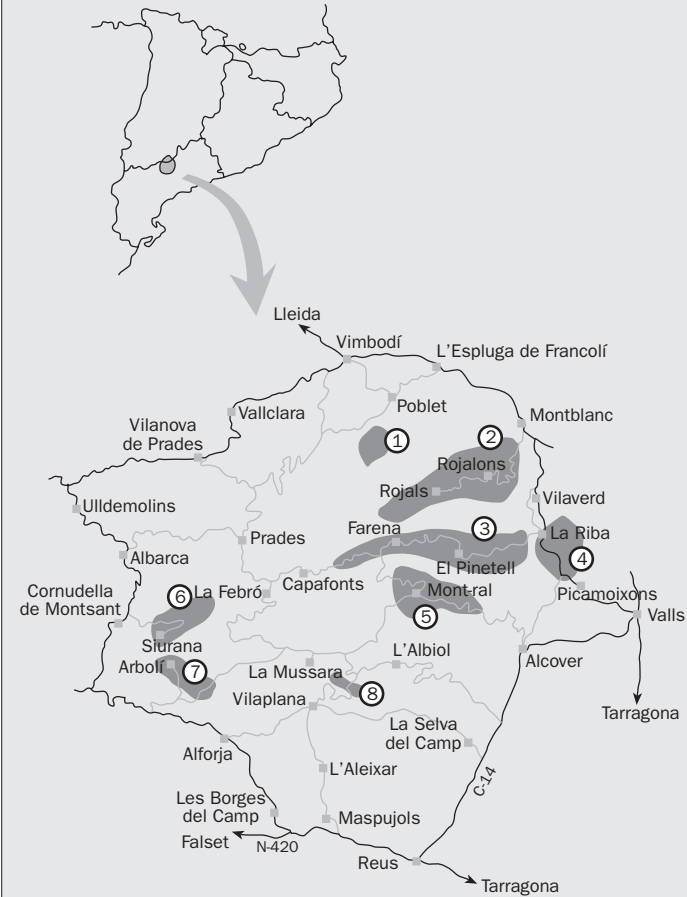 Lleida
Vimbodí
L'Espluga de Francolí
Poblet
Vallclara
Montblanc
Vilanova
de Prades
1
2
Rojalons
Rojals
Ulldemolins
Vilaverd
3
Farena
La Riba
Prades
Albarca
El Pinetell
4
Capafonts
Cornudella
de Montsant
6
La Febró
Mont-ral
Picamoixons
5
Valls
Siurana
Arbolí
7
La Mussara
L'Albiol
Alcover
8
Vilaplana
Tarragona
La Selva
del Camp
Alforja
L'Aleixar
C-14
Les Borges
del Camp
Maspujols
Falset
N-420
Reus
Tarragona